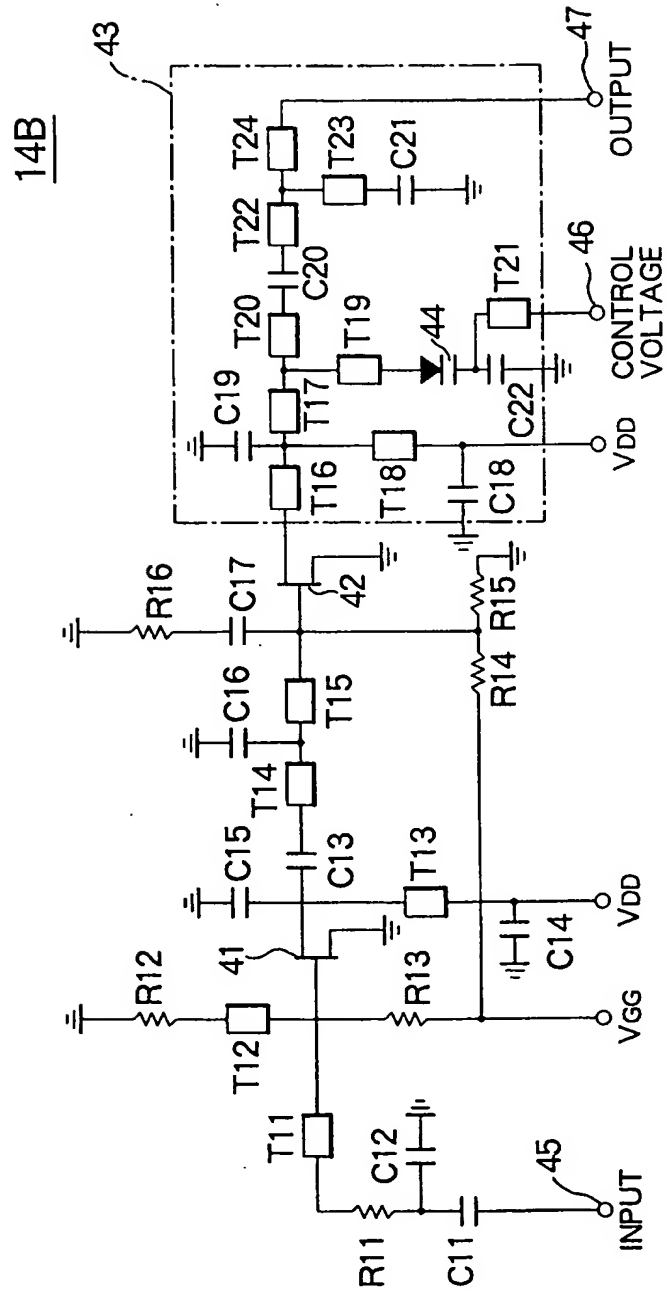 14B
43
T24
T23
C21
T22
C20
T20
T19
44
T21
C19
T17
C22
T16
T18
C18
OUTPUT
47
CONTROL
VOLTAGE
46
VDD
R16
C17
42
R15
R14
C16
T15
T14
C15
C13
T13
41
VDD
C14
R12
T12
R13
VGG
T11
C12
R11
C11
INPUT
45